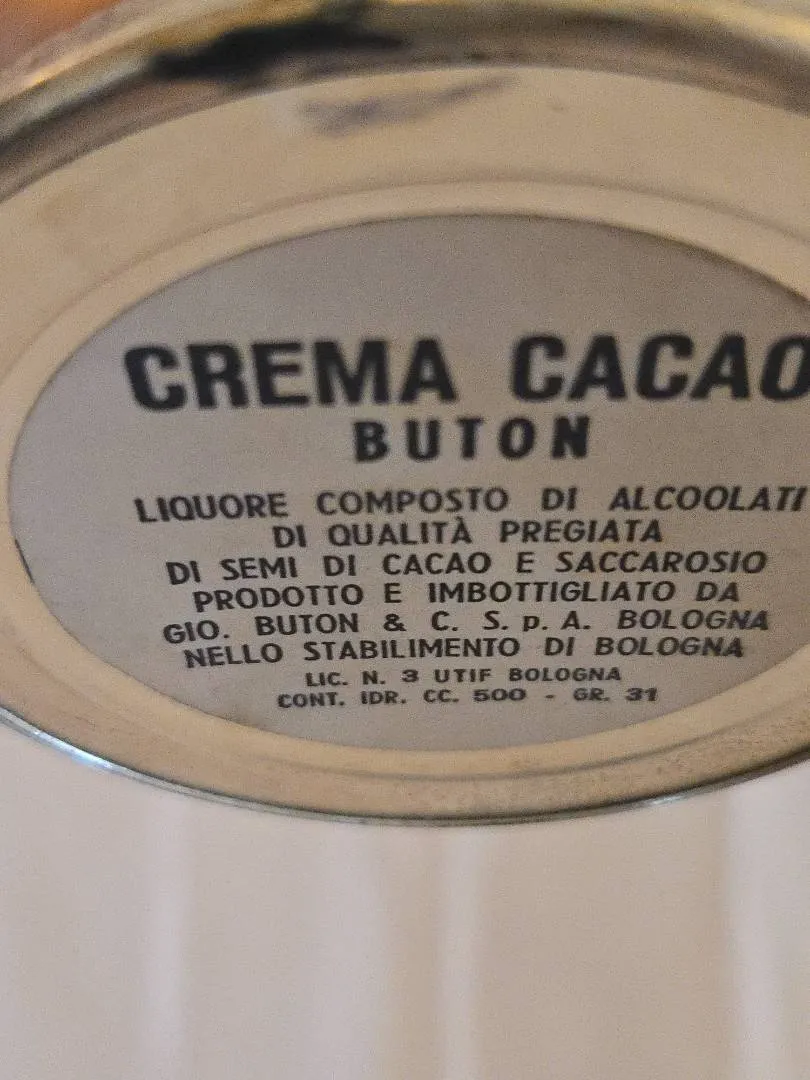 CREMA CACAO
BUTON
LIQUORE COMPOSTO DI ALCOOLATI
DI QUALITÀ PREGIATA
DI SEMI DI CACAO E SACCAROSIO
PRODOTTO E IMBOTTIGLIATO DA
GIO. BUTON & C. S. p. A. BOLOGNA
NELLO STABILIMENTO DI BOLOGNA
LIC. N. 3 UTIF BOLOGNA
CONT. IDR. CC. 500 - GR. 31